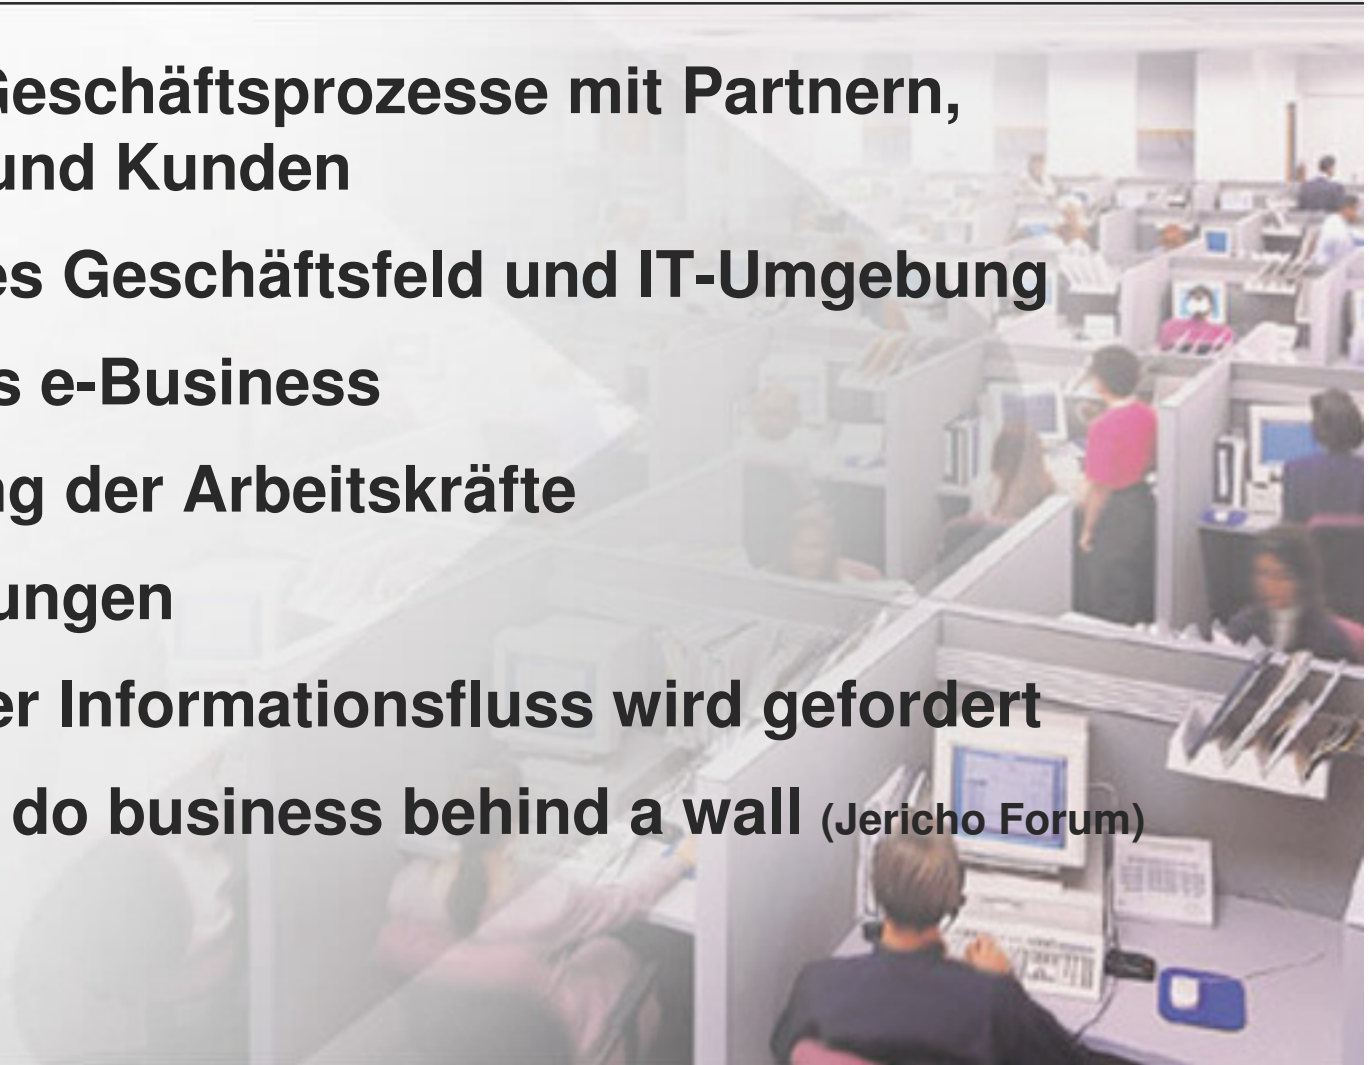 Geschäftsprozesse mit Partnern,
und Kunden
es Geschäftsfeld und IT-Umgebung
s e-Business
ng der Arbeitskräfte
ungen
er Informationsfluss wird gefordert
do business behind a wall (Jericho Forum)